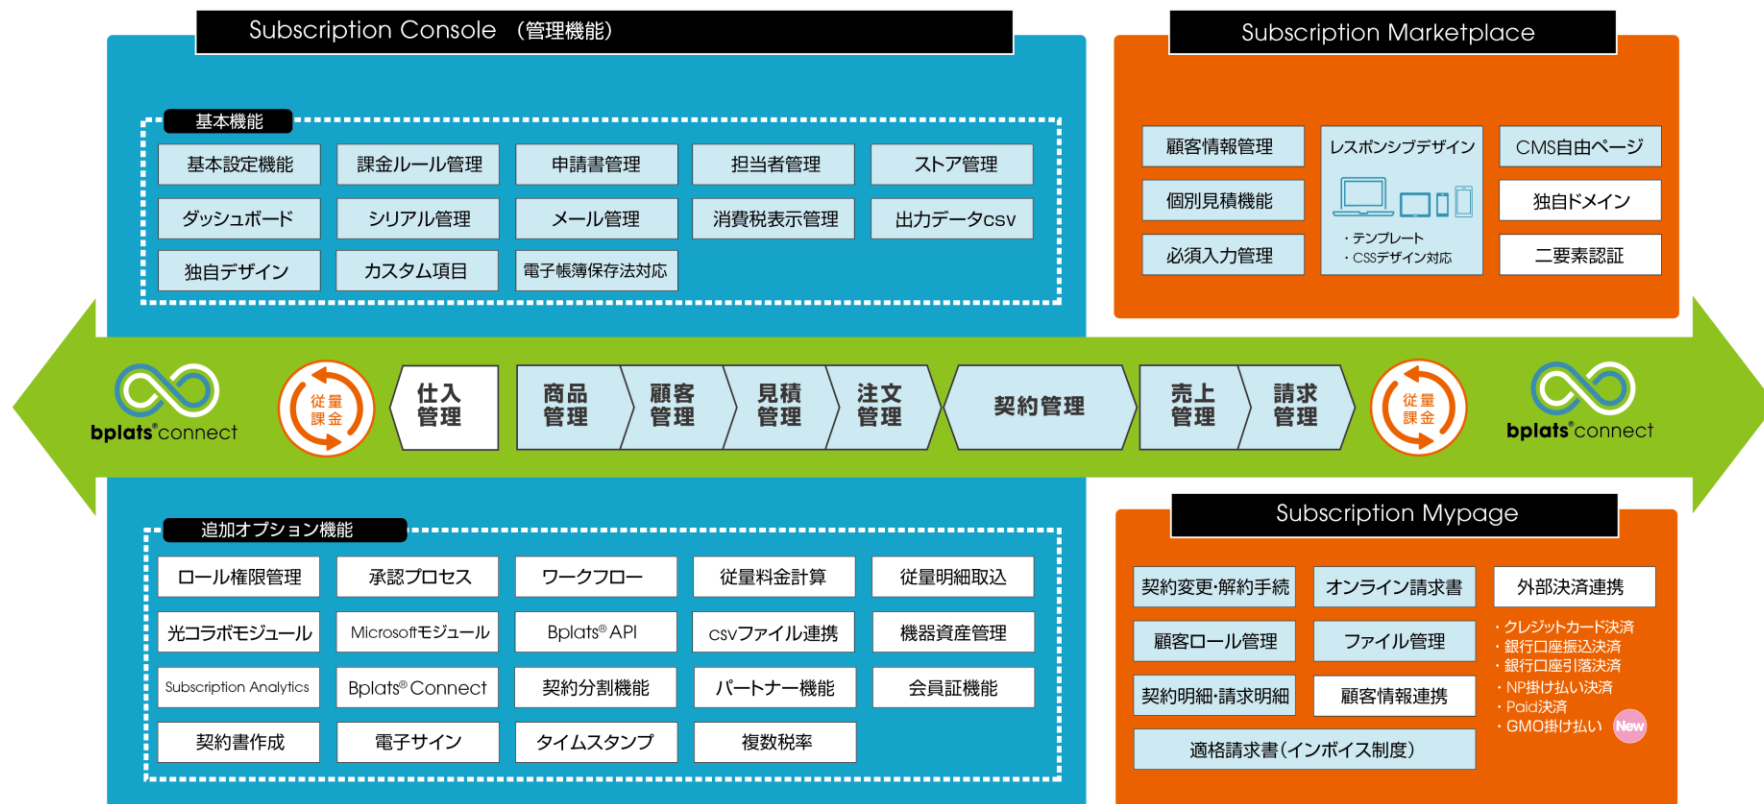 Subscription Console （管理機能）
基本機能
基本設定機能
課金ルール管理
申請書管理
担当者管理
ストア管理
ダッシュボード
シリアル管理
メール管理
消費税表示管理
出力データcsv
独自デザイン
カスタム項目
電子帳簿保存法対応
Subscription Marketplace
顧客情報管理
レスポンシブデザイン
CMS自由ページ
個別見積機能
独自ドメイン
・テンプレート
・CSSデザイン対応
必須入力管理
二要素認証
bplats®connect
従量
課金
仕入
管理
商品
管理
顧客
管理
見積
管理
注文
管理
契約管理
売上
管理
請求
管理
従量
課金
bplats®connect
追加オプション機能
ロール権限管理
承認プロセス
ワークフロー
従量料金計算
従量明細取込
光コラボモジュール
Microsoftモジュール
Bplats® API
csvファイル連携
機器資産管理
Subscription Analytics
Bplats® Connect
契約分割機能
パートナー機能
会員証機能
契約書作成
電子サイン
タイムスタンプ
複数税率
Subscription Mypage
契約変更・解約手続
オンライン請求書
外部決済連携
顧客ロール管理
ファイル管理
契約明細・請求明細
顧客情報連携
適格請求書（インボイス制度）
・クレジットカード決済
・銀行口座振込決済
・銀行口座引落決済
・NP掛け払い決済
・Paid決済
・GMO掛け払い New